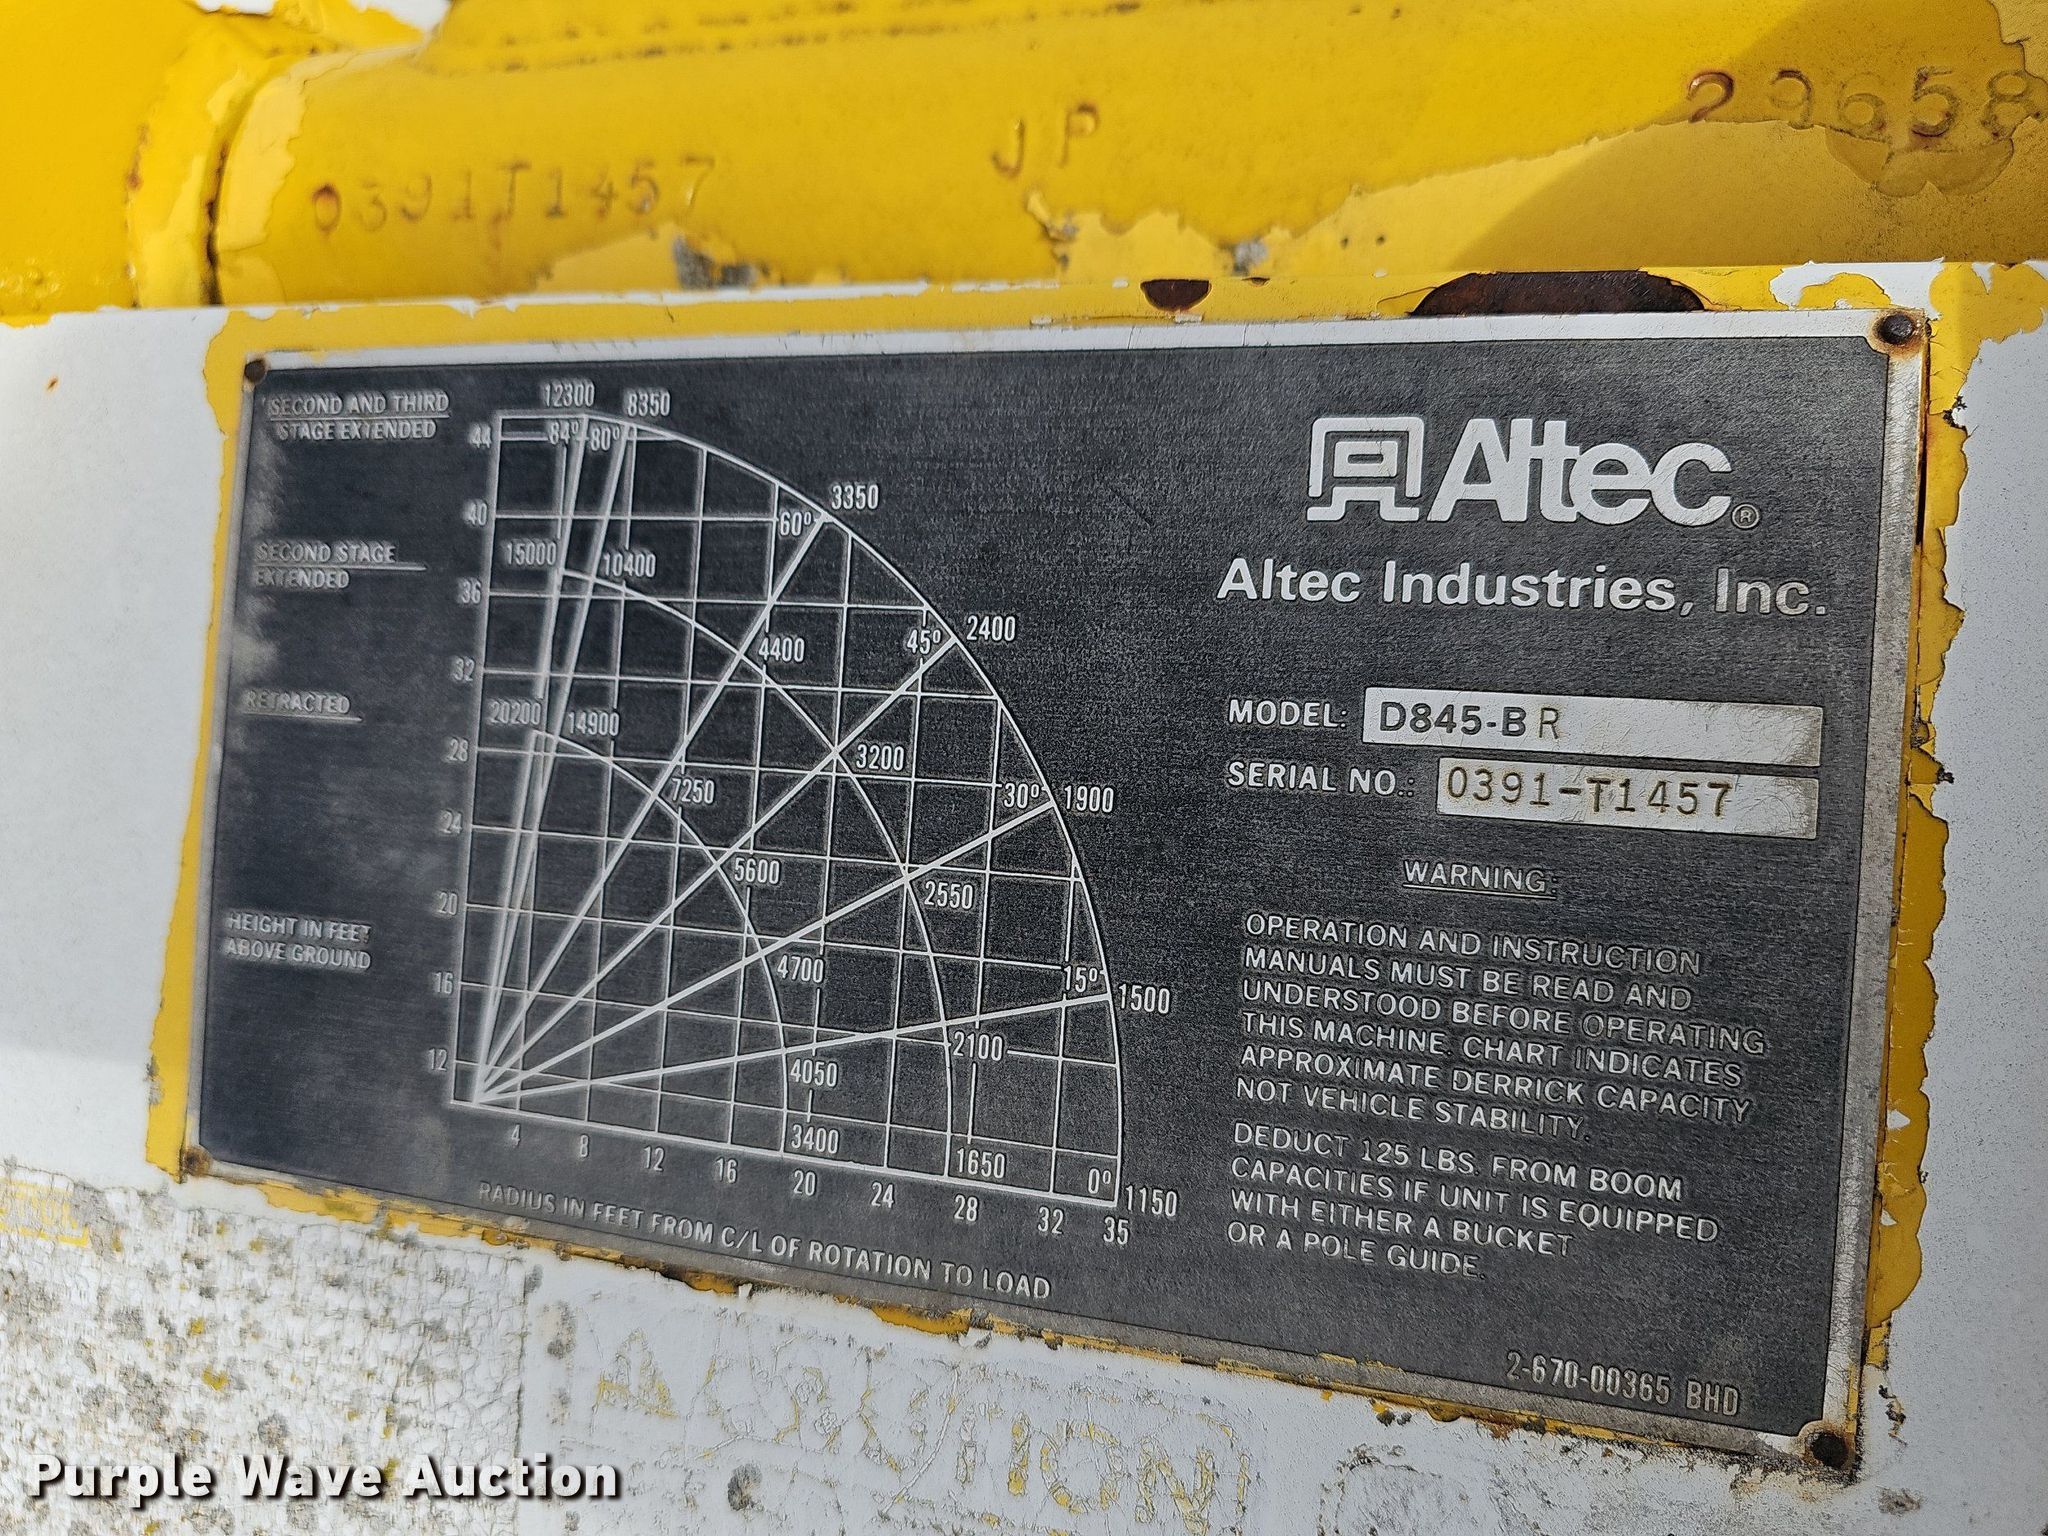 29658
JP
0391T1457
SECOND AND THIRD
STAGE EXTENDED
12300
8350
44
84°
80°
3350
40
60°
SECOND STAGE
EXTENDED
15000
10400
36
4400
45°
2400
32
RETRACTED
20200
14900
28
7250
3200
30°
1900
24
5600
2550
20
HEIGHT IN FEET
ABOVE GROUND
4700
15°
1500
16
2100
12
4050
3400
1650
0°
1150
4 8 12 16 20 24 28 32 35
RADIUS IN FEET FROM C/L OF ROTATION TO LOAD
Altec®
Altec Industries, Inc.
MODEL: D845-BR
SERIAL NO.: 0391-T1457
WARNING:
OPERATION AND INSTRUCTION
MANUALS MUST BE READ AND
UNDERSTOOD BEFORE OPERATING
THIS MACHINE. CHART INDICATES
APPROXIMATE DERRICK CAPACITY
NOT VEHICLE STABILITY.
DEDUCT 125 LBS. FROM BOOM
CAPACITIES IF UNIT IS EQUIPPED
WITH EITHER A BUCKET
OR A POLE GUIDE.
2-670-00365 BHD
CAUTION
Purple Wave Auction